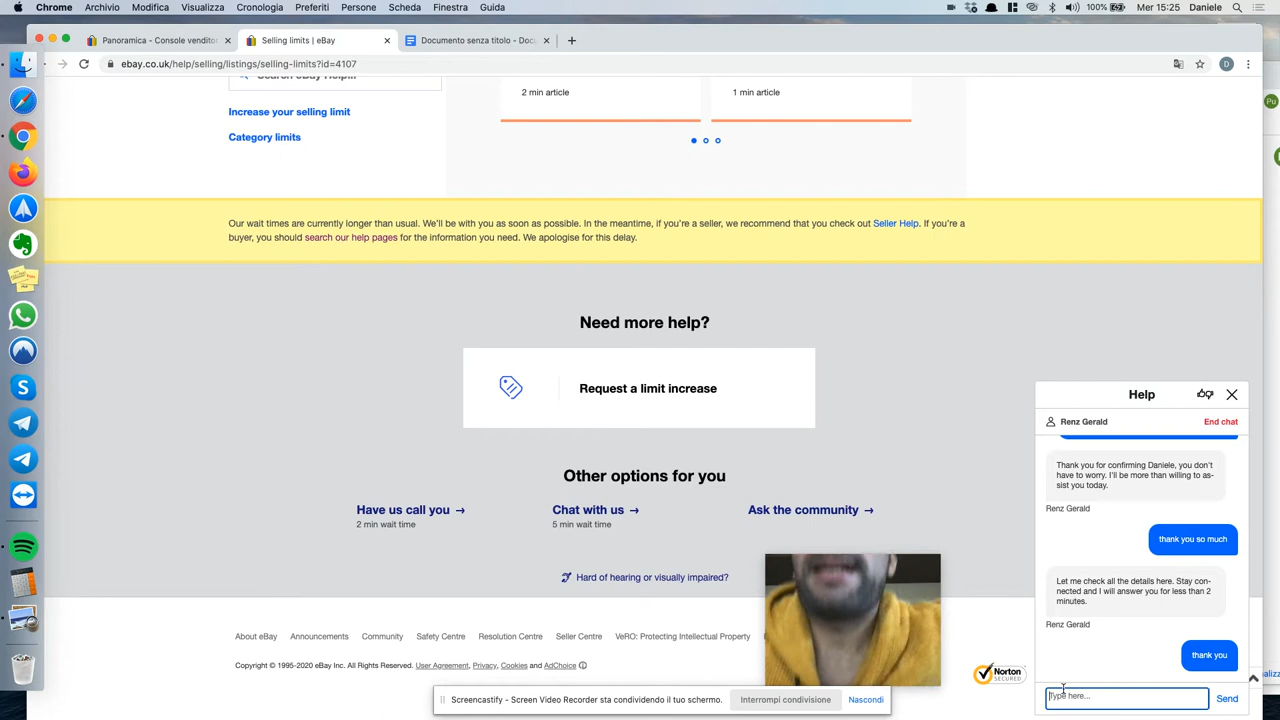 Chrome Archivio Modifica Visualizza Cronologia Preferiti Persone Scheda Finestra Guida 100% Mer 15:25 Daniele
Panoramica - Console venditor
Selling limits | eBay
Documento senza titolo - Doc
ebay.co.uk/help/selling/listings/selling-limits?id=4107
D
Search eBay Help...
2 min article
1 min article
Increase your selling limit
Category limits
Pu
Our wait times are currently longer than usual. We'll be with you as soon as possible. In the meantime, if you're a seller, we recommend that you check out Seller Help. If you're a
buyer, you should search our help pages for the information you need. We apologise for this delay.
Need more help?
Request a limit increase
Other options for you
Have us call you →
2 min wait time
Chat with us →
5 min wait time
Ask the community →
Hard of hearing or visually impaired?
About eBay Announcements Community Safety Centre Resolution Centre Seller Centre VeRO: Protecting Intellectual Property
Copyright © 1995-2020 eBay Inc. All Rights Reserved. User Agreement, Privacy, Cookies and AdChoice
Norton
SECURED
Screencastify - Screen Video Recorder sta condividendo il tuo schermo. Interrompi condivisione Nascondi
Help
Renz Gerald
End chat
Thank you for confirming Daniele, you don't
have to worry. I'll be more than willing to as-
sist you today.
Renz Gerald
thank you so much
Let me check all the details here. Stay con-
nected and I will answer you for less than 2
minutes.
Renz Gerald
thank you
Type here...
Send